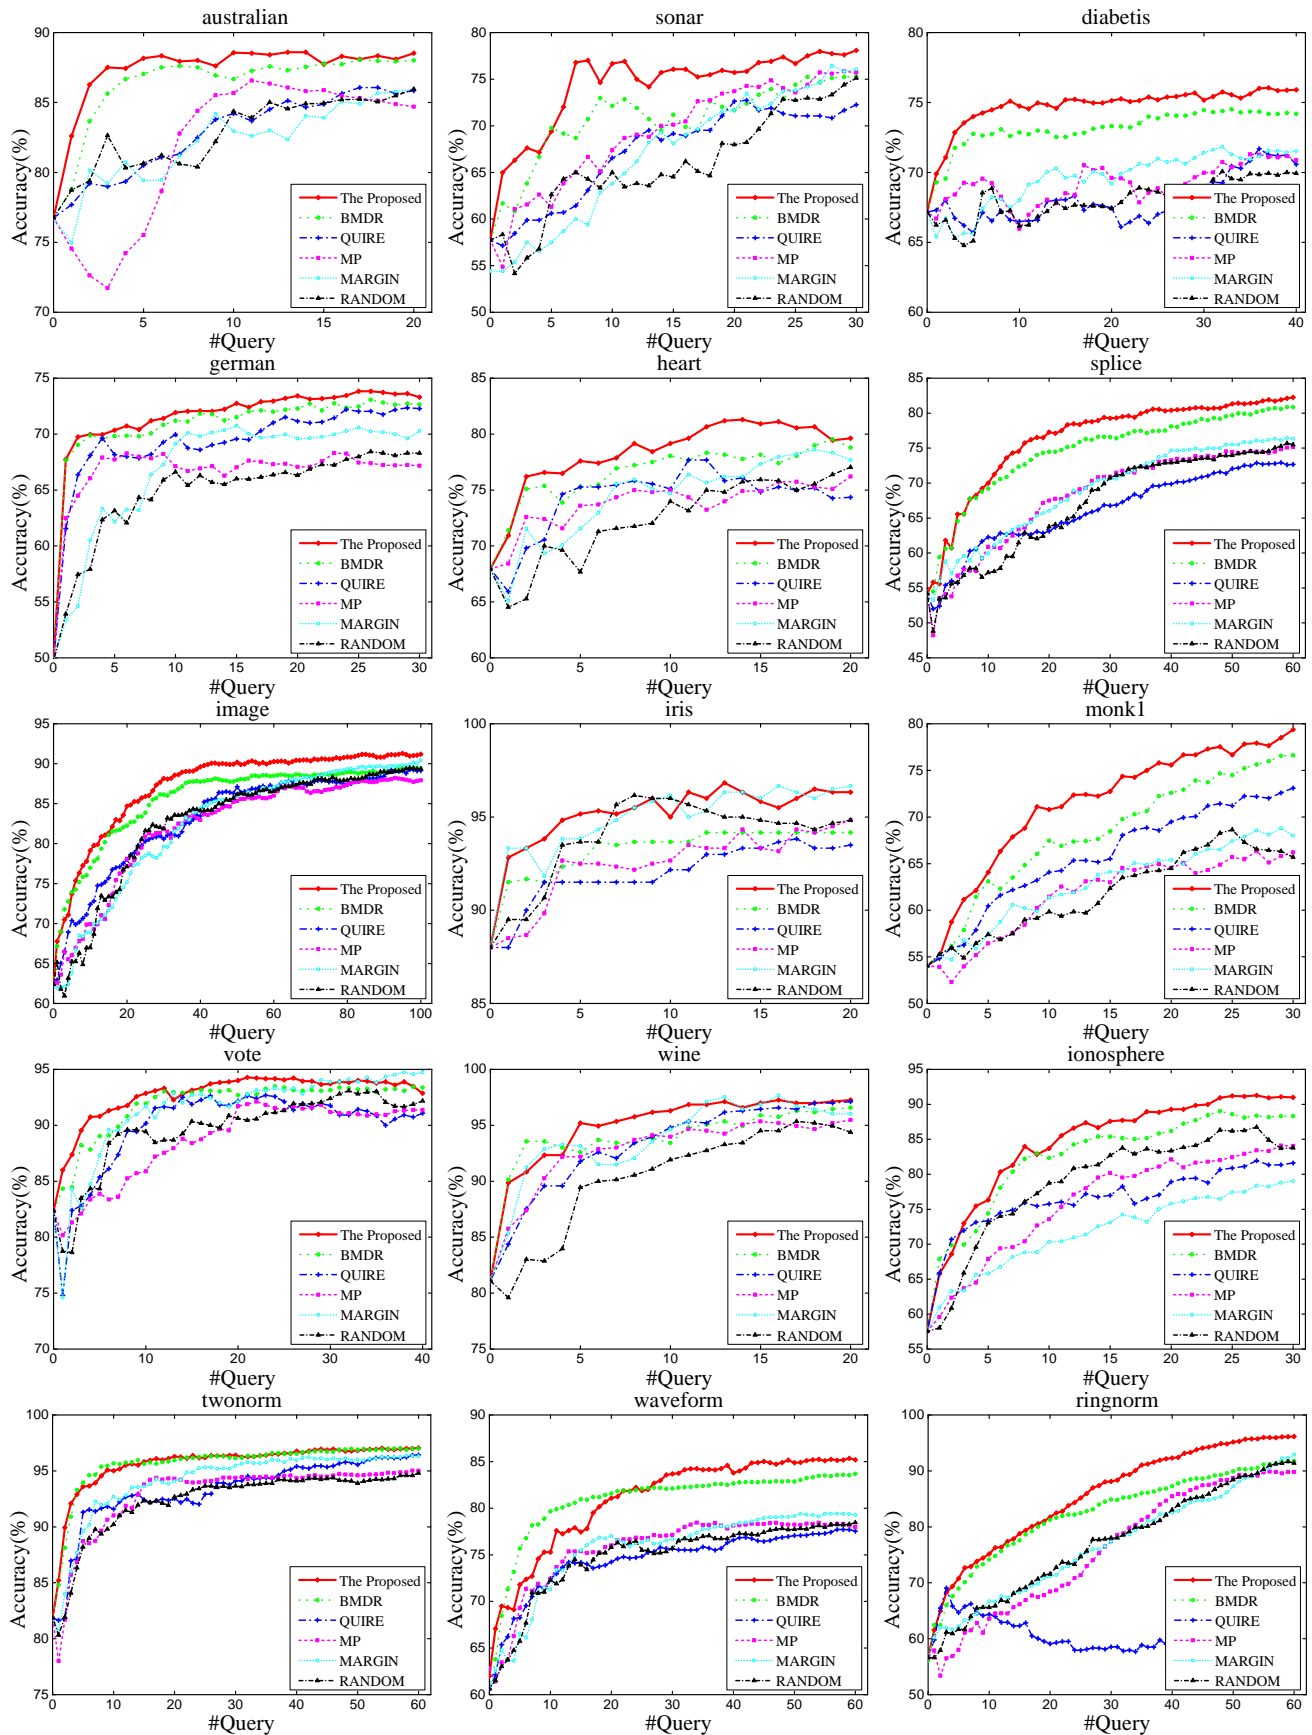 australian
Accuracy(%)
90
85
80
75
70
0 5 10 15 20
#Query
The Proposed
BMDR
QUIRE
MP
MARGIN
RANDOM
sonar
Accuracy(%)
80
75
70
65
60
55
50
0 5 10 15 20 25 30
#Query
The Proposed
BMDR
QUIRE
MP
MARGIN
RANDOM
diabetis
Accuracy(%)
80
75
70
65
60
0 10 20 30 40
#Query
The Proposed
BMDR
QUIRE
MP
MARGIN
RANDOM
german
Accuracy(%)
75
70
65
60
55
50
0 5 10 15 20 25 30
#Query
The Proposed
BMDR
QUIRE
MP
MARGIN
RANDOM
heart
Accuracy(%)
85
80
75
70
65
60
0 5 10 15 20
#Query
The Proposed
BMDR
QUIRE
MP
MARGIN
RANDOM
splice
Accuracy(%)
85
80
75
70
65
60
55
50
45
0 10 20 30 40 50 60
#Query
The Proposed
BMDR
QUIRE
MP
MARGIN
RANDOM
image
Accuracy(%)
95
90
85
80
75
70
65
60
0 20 40 60 80 100
#Query
The Proposed
BMDR
QUIRE
MP
MARGIN
RANDOM
iris
Accuracy(%)
100
95
90
85
0 5 10 15 20
#Query
The Proposed
BMDR
QUIRE
MP
MARGIN
RANDOM
monk1
Accuracy(%)
80
75
70
65
60
55
50
0 5 10 15 20 25 30
#Query
The Proposed
BMDR
QUIRE
MP
MARGIN
RANDOM
vote
Accuracy(%)
95
90
85
80
75
70
0 10 20 30 40
#Query
The Proposed
BMDR
QUIRE
MP
MARGIN
RANDOM
wine
Accuracy(%)
100
95
90
85
80
75
0 5 10 15 20
#Query
The Proposed
BMDR
QUIRE
MP
MARGIN
RANDOM
ionosphere
Accuracy(%)
95
90
85
80
75
70
65
60
55
0 5 10 15 20 25 30
#Query
The Proposed
BMDR
QUIRE
MP
MARGIN
RANDOM
twonorm
Accuracy(%)
100
95
90
85
80
75
0 10 20 30 40 50 60
#Query
The Proposed
BMDR
QUIRE
MP
MARGIN
RANDOM
waveform
Accuracy(%)
90
85
80
75
70
65
60
0 10 20 30 40 50 60
#Query
The Proposed
BMDR
QUIRE
MP
MARGIN
RANDOM
ringnorm
Accuracy(%)
100
90
80
70
60
50
0 10 20 30 40 50 60
#Query
The Proposed
BMDR
QUIRE
MP
MARGIN
RANDOM